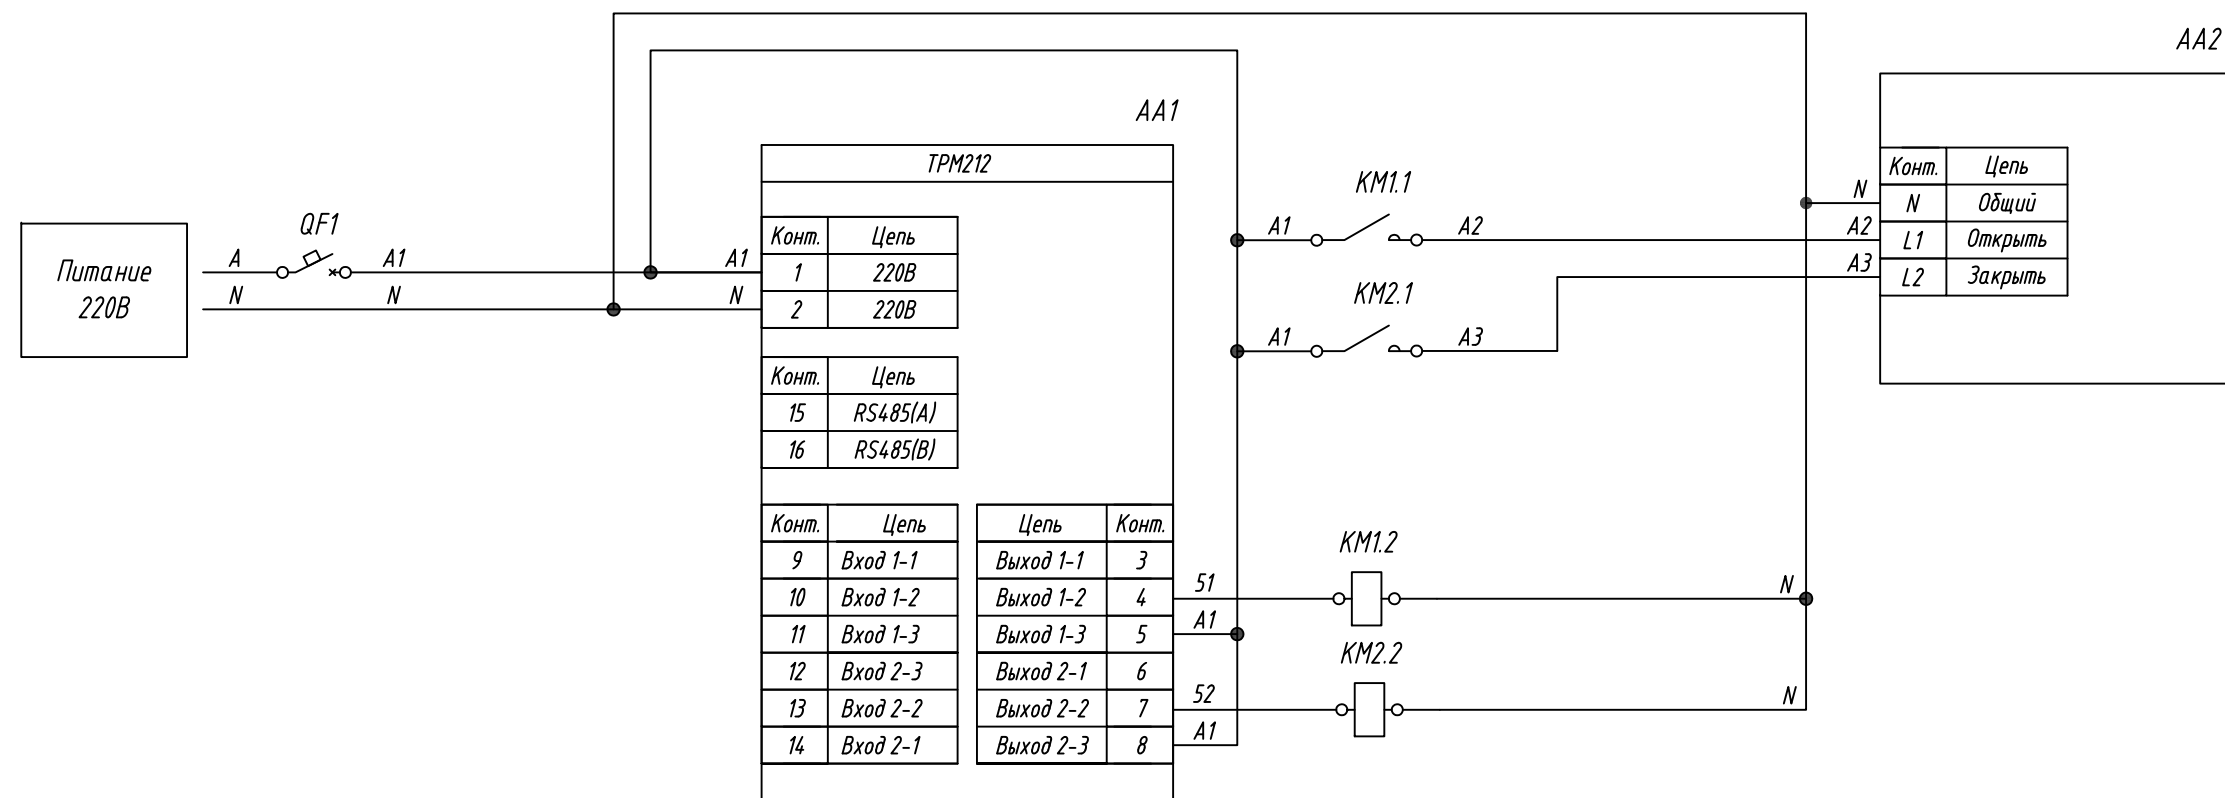 AA2
AA1
ТРМ212
Питание
220В
A
QF1
A1
A1
N
N
N
Конт. Цепь
1 220В
2 220В
Конт. Цепь
15 RS485(A)
16 RS485(B)
Конт. Цепь
9 Вход 1-1
10 Вход 1-2
11 Вход 1-3
12 Вход 2-3
13 Вход 2-2
14 Вход 2-1
Цепь Конт.
Выход 1-1 3
Выход 1-2 4
Выход 1-3 5
Выход 2-1 6
Выход 2-2 7
Выход 2-3 8
51
A1
52
A1
KM1.1
A1 A2
KM2.1
A1 A3
KM1.2
N
KM2.2
N
N
A2
A3
Конт. Цепь
N Общий
L1 Открыть
L2 Закрыть